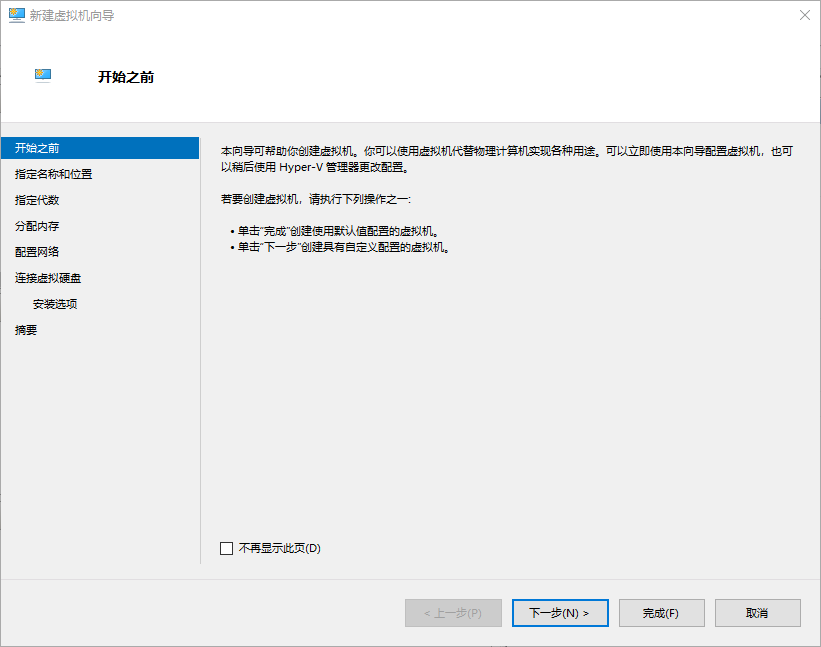 新建虚拟机向导
开始之前
开始之前
指定名称和位置
指定代数
分配内存
配置网络
连接虚拟硬盘
安装选项
摘要
本向导可帮助你创建虚拟机。你可以使用虚拟机代替物理计算机实现各种用途。可以立即使用本向导配置虚拟机，也可
以稍后使用 Hyper-V 管理器更改配置。
若要创建虚拟机，请执行下列操作之一:
• 单击"完成"创建使用默认值配置的虚拟机。
• 单击"下一步"创建具有自定义配置的虚拟机。
不再显示此页(D)
< 上一步(P)
下一步(N) >
完成(F)
取消